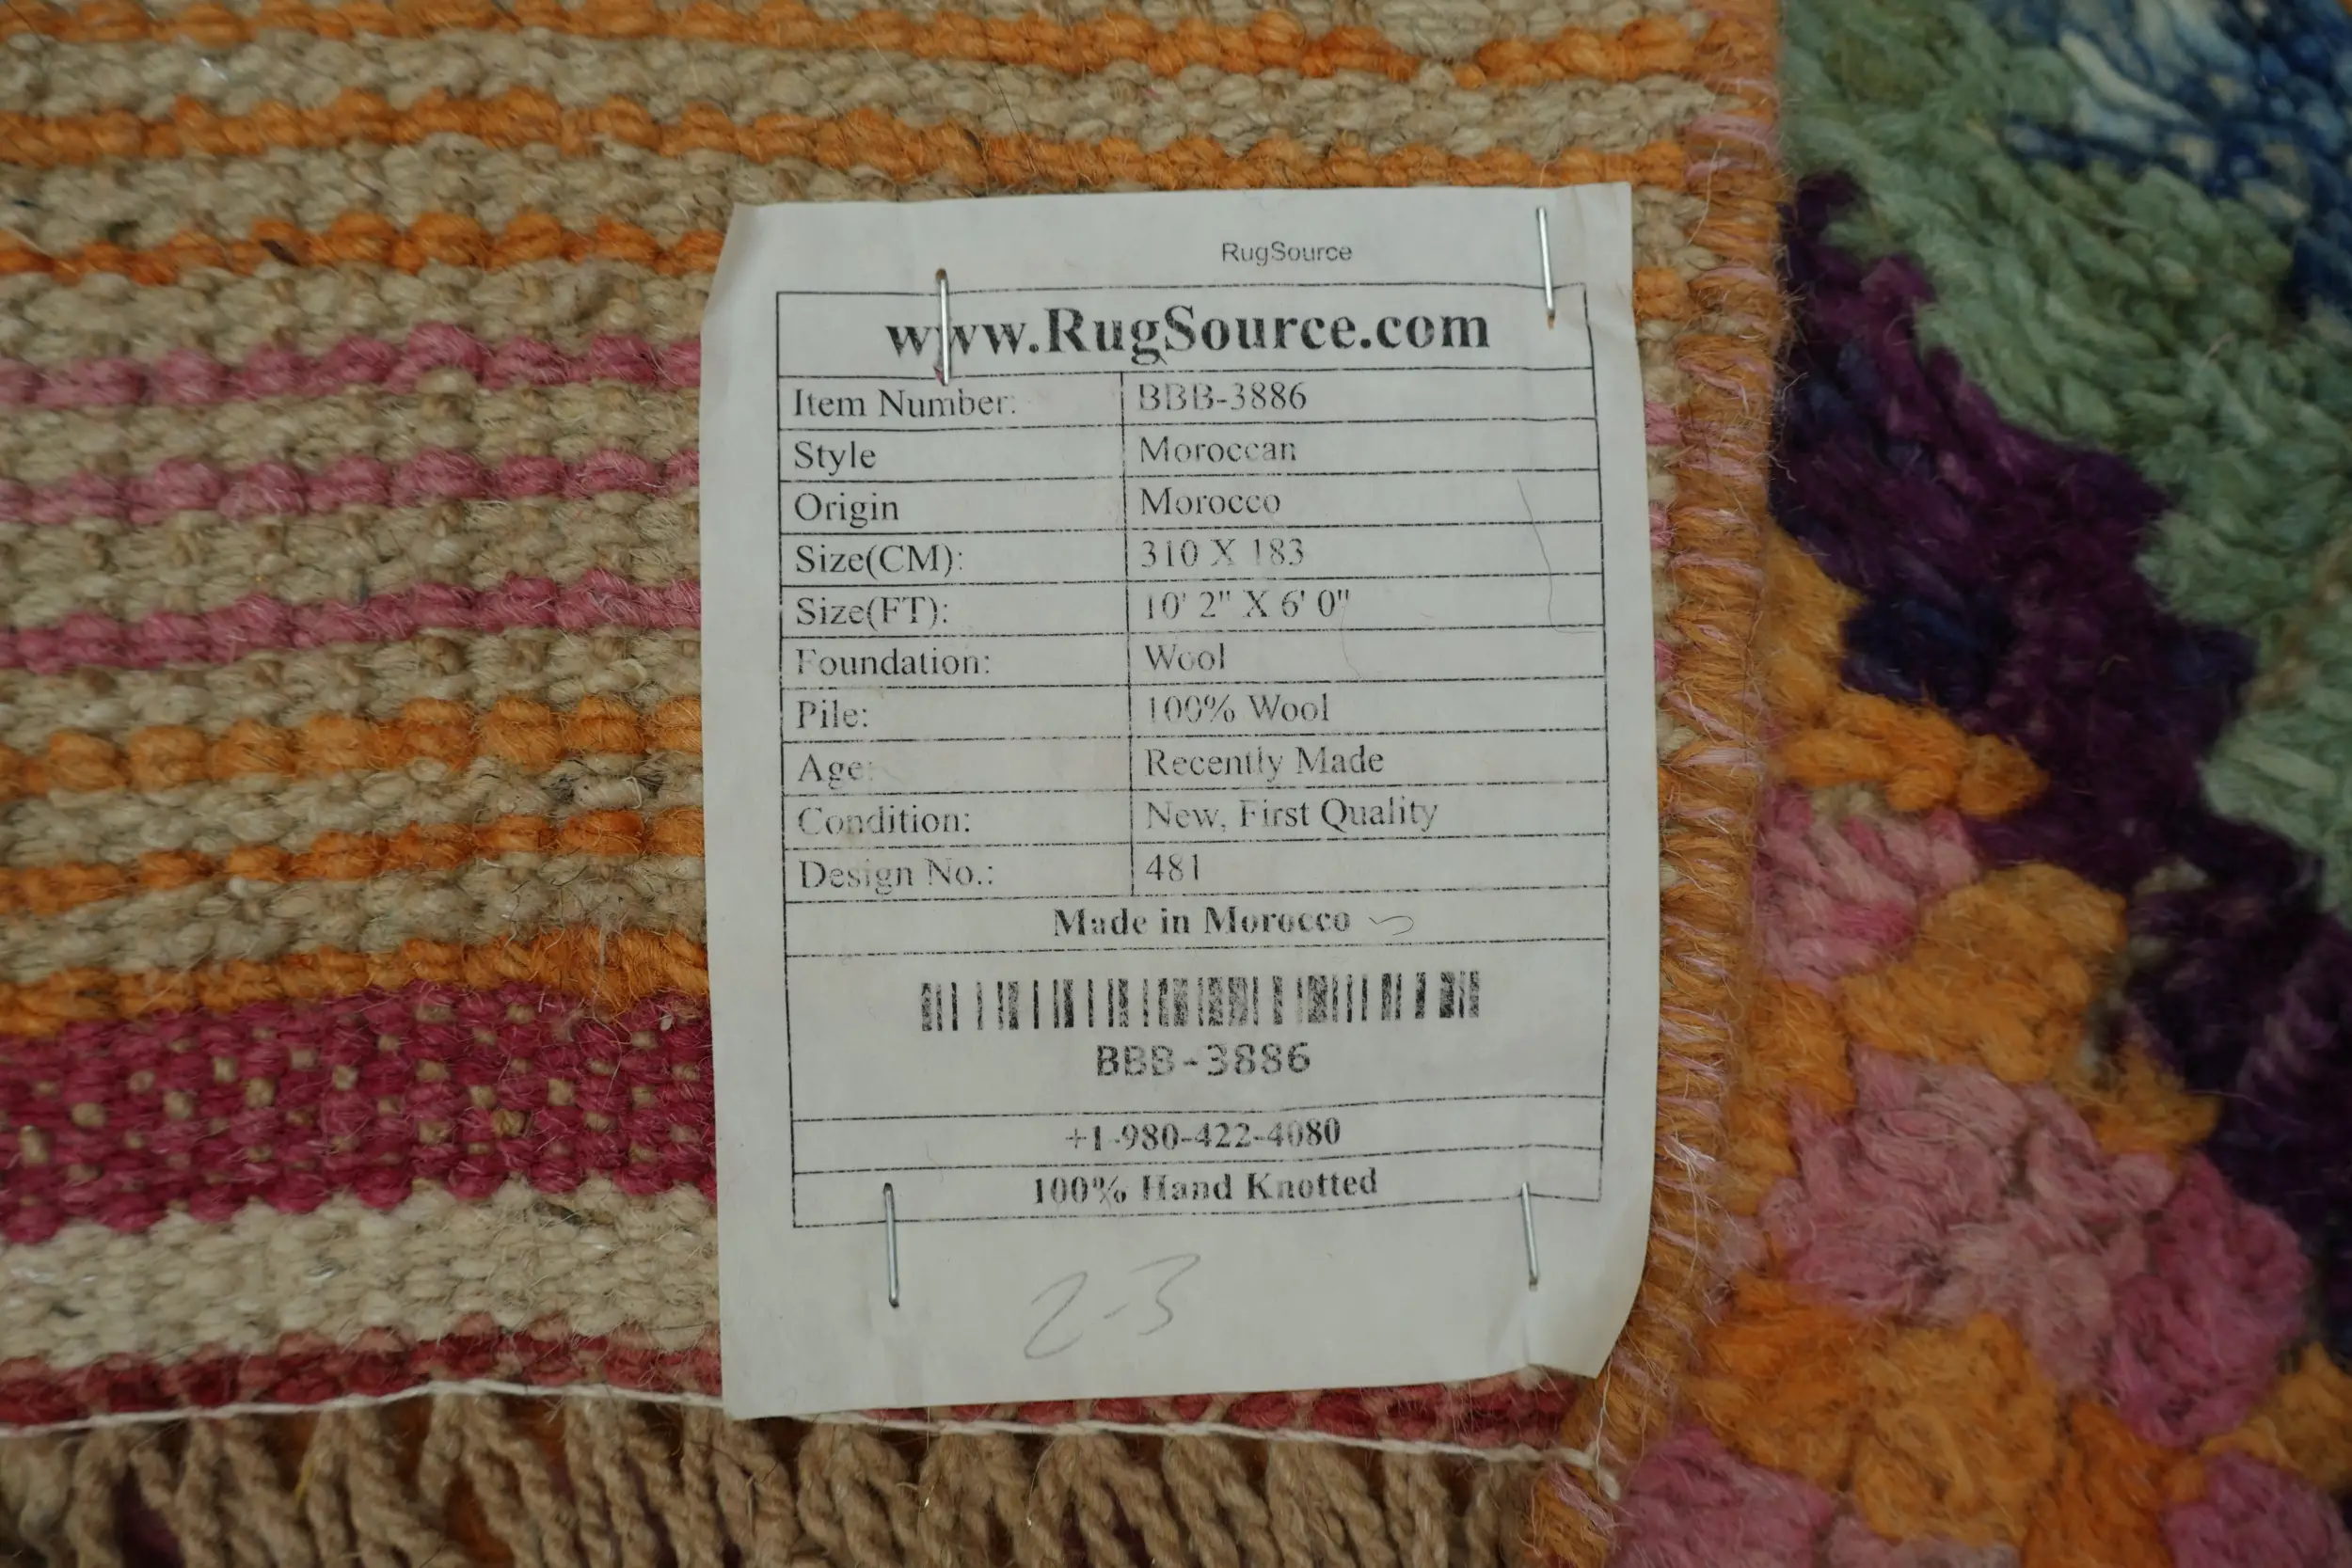 RugSource
www.RugSource.com
Item Number: BBB-3886
Style Moroccan
Origin Morocco
Size(CM): 310 X 183
Size(FT): 10' 2" X 6' 0"
Foundation: Wool
Pile: 100% Wool
Age: Recently Made
Condition: New, First Quality
Design No.: 481
Made in Morocco
BBB-3886
+1-980-422-4080
100% Hand Knotted
2-3